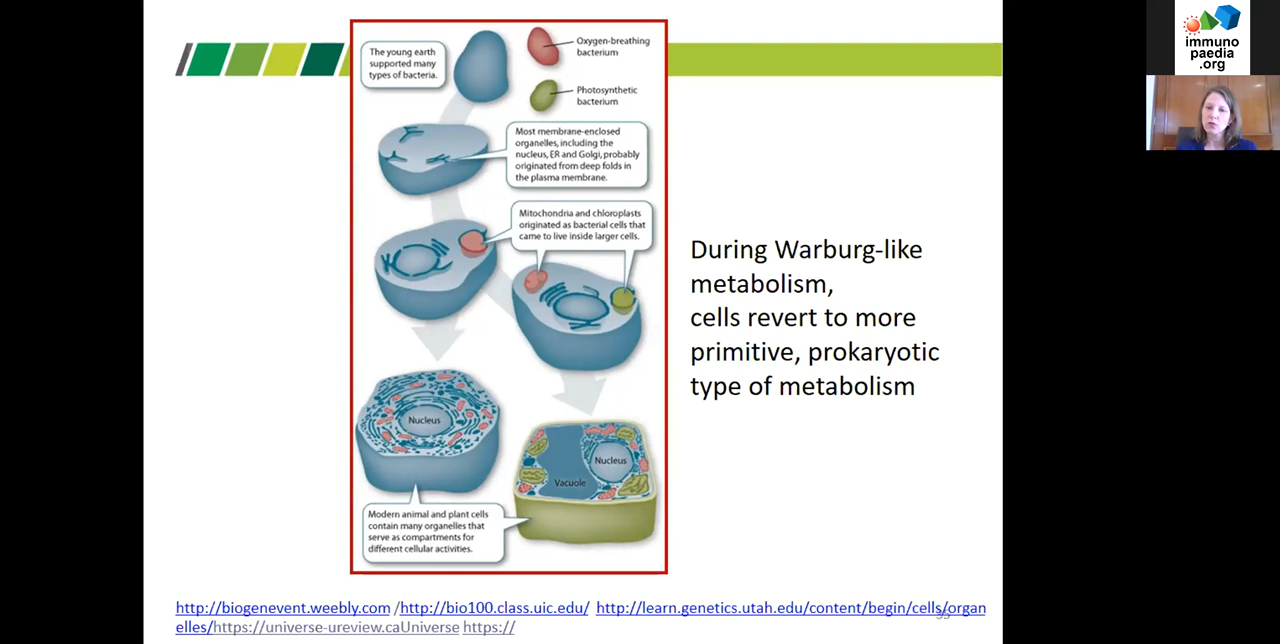 The young earth
supported many
types of bacteria.
Oxygen-breathing
bacterium
Photosynthetic
bacterium
Most membrane-enclosed
organelles, including the
nucleus, ER and Golgi, probably
originated from deep folds in
the plasma membrane.
Mitochondria and chloroplasts
originated as bacterial cells that
came to live inside larger cells.
Nucleus
Nucleus
Vacuole
Modern animal and plant cells
contain many organelles that
serve as compartments for
different cellular activities.
During Warburg-like
metabolism,
cells revert to more
primitive, prokaryotic
type of metabolism
http://biogenevent.weebly.com /http://bio100.class.uic.edu/ http://learn.genetics.utah.edu/content/begin/cells/organ
elles/https://universe-ureview.caUniverse https://
immuno
paedia
.org